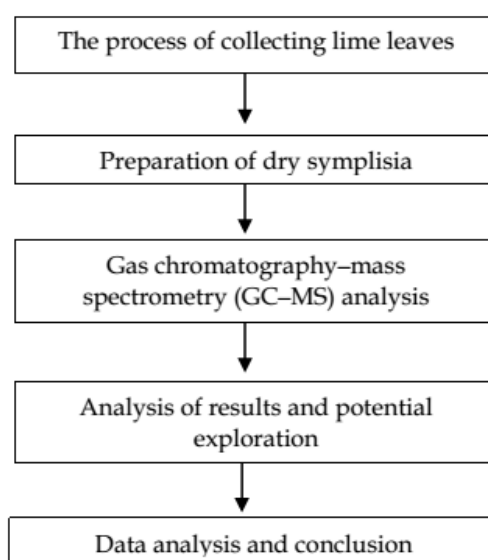 The process of collecting lime leaves
Preparation of dry symplisia
Gas chromatography–mass
spectrometry (GC–MS) analysis
Analysis of results and potential
exploration
Data analysis and conclusion